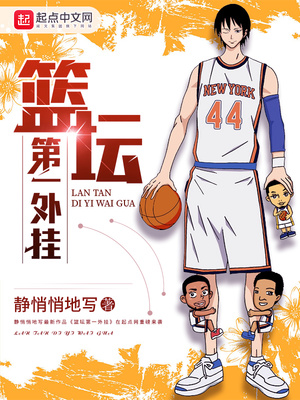 起 起点中文网
篮坛
第一外挂
LAN TAN
DI YI WAI GUA
NEW YORK
44
静悄悄地写 著
静悄悄地写最新作品《篮坛第一外挂》在起点网重磅来袭